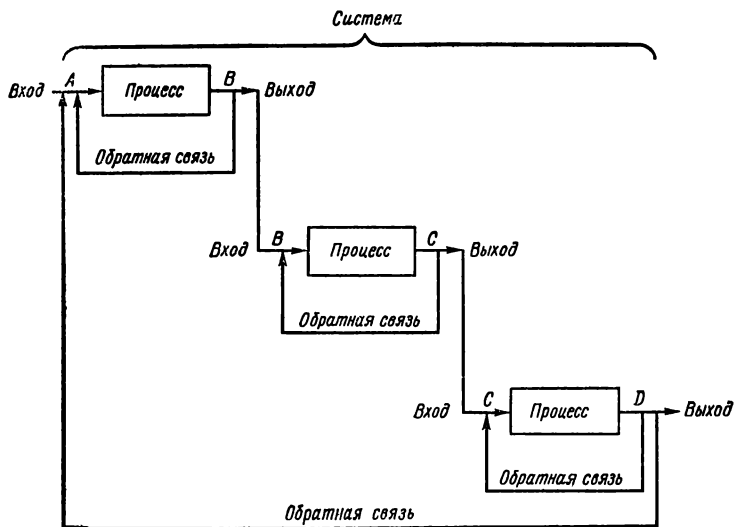 Система
A
B
Вход
Процесс
Выход
Обратная связь
Вход
B
Процесс
C
Выход
Обратная связь
Вход
C
Процесс
D
Выход
Обратная связь
Обратная связь